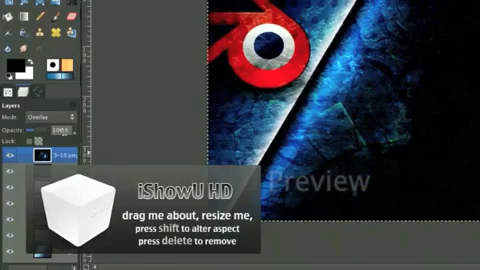 Layers
Mode: Overlay
Opacity: 100.0
Lock:
Preview
iShowU HD
drag me about, resize me,
press shift to alter aspect
press delete to remove